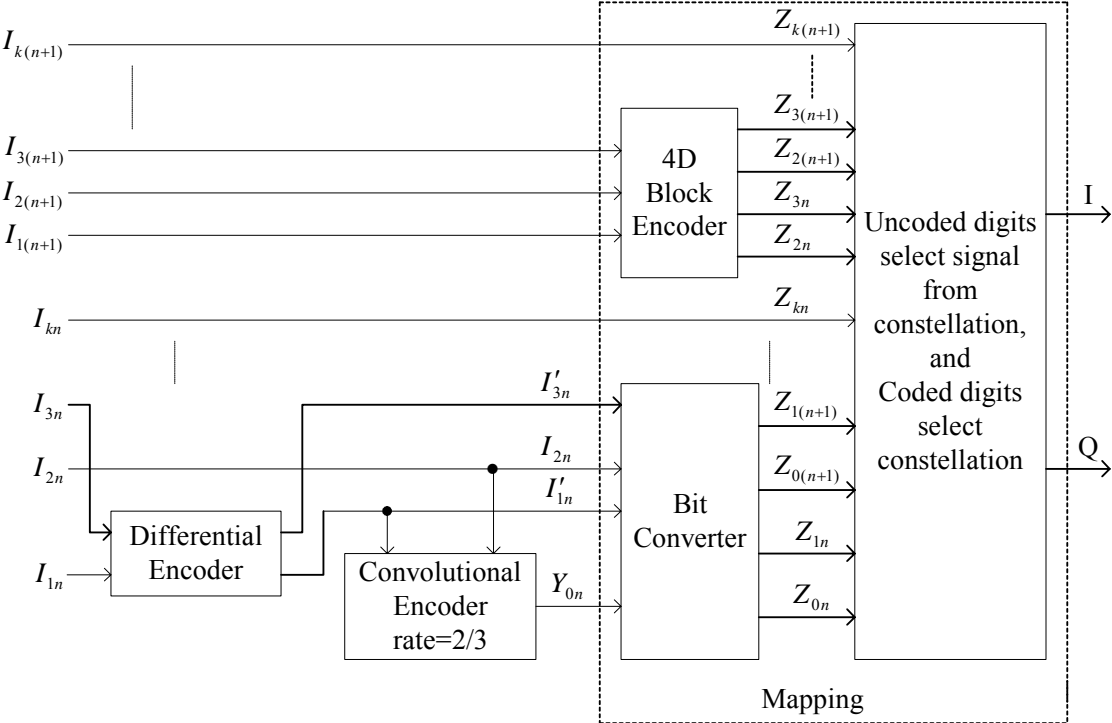 I_{k(n+1)}
Z_{k(n+1)}
I_{3(n+1)}
I_{2(n+1)}
I_{1(n+1)}
4D
Block
Encoder
Z_{3(n+1)}
Z_{2(n+1)}
Z_{3n}
Z_{2n}
I_{kn}
Z_{kn}
Uncoded digits
select signal
from
constellation,
and
Coded digits
select
constellation
I
Q
I_{3n}
I_{2n}
I_{1n}
Differential
Encoder
I'_{3n}
I_{2n}
I'_{1n}
Convolutional
Encoder
rate=2/3
Y_{0n}
Bit
Converter
Z_{1(n+1)}
Z_{0(n+1)}
Z_{1n}
Z_{0n}
Mapping